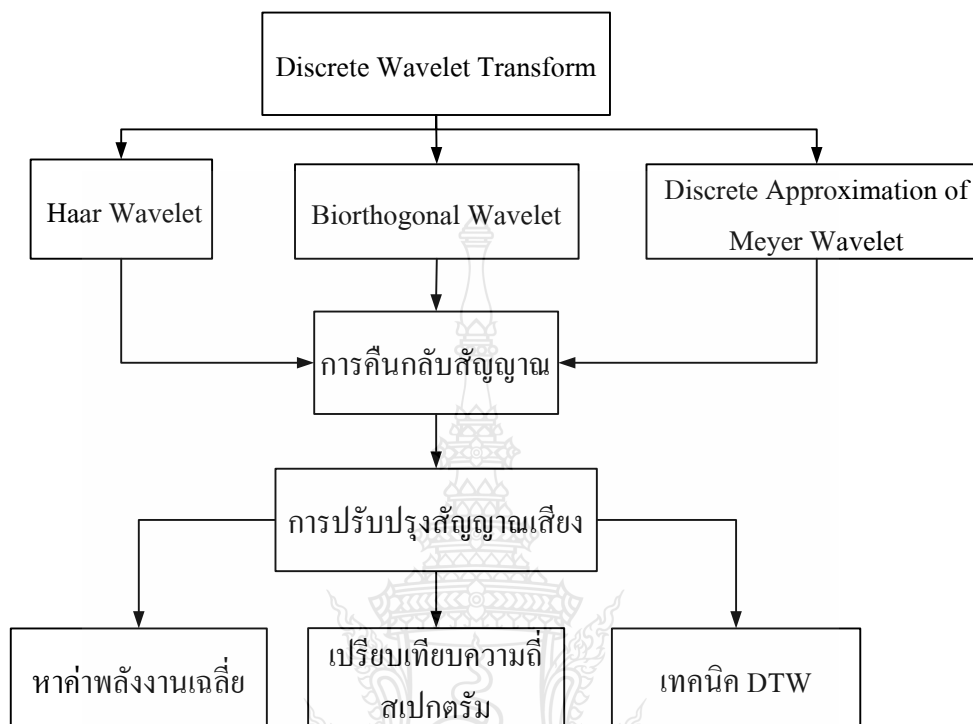 Discrete Wavelet Transform
Haar Wavelet
Biorthogonal Wavelet
Discrete Approximation of
Meyer Wavelet
การคืนกลับสัญญาณ
การปรับปรุงสัญญาณเสียง
หาค่าพลังงานเฉลี่ย
เปรียบเทียบความถี่
สเปกตรัม
เทคนิค DTW